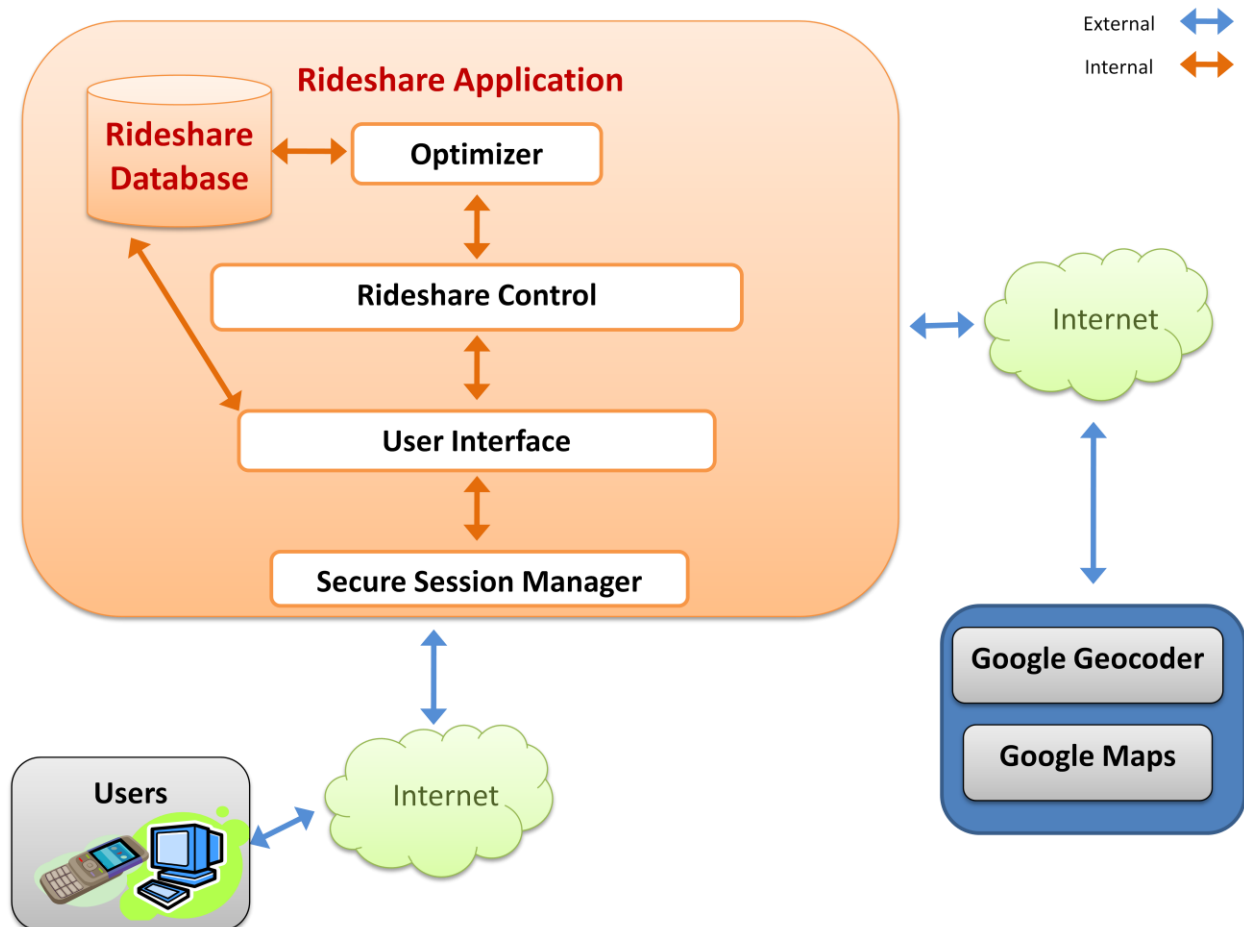 External
Internal
Rideshare Application
Rideshare
Database
Optimizer
Rideshare Control
User Interface
Secure Session Manager
Internet
Google Geocoder
Google Maps
Internet
Users